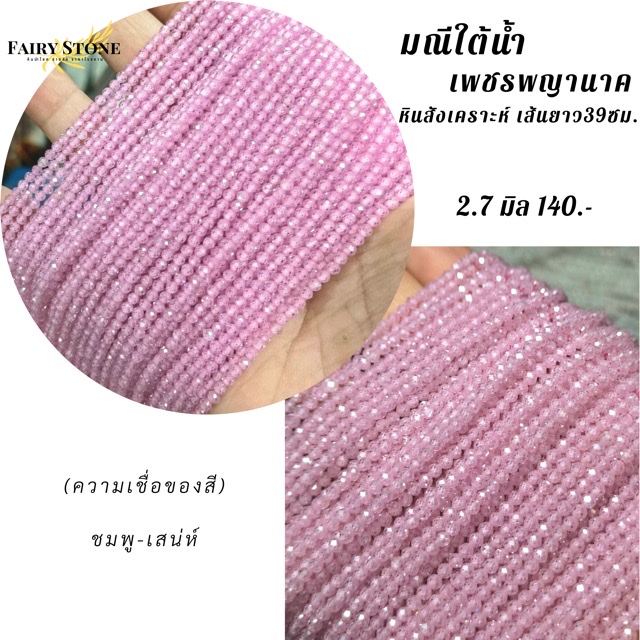 FAIRY STONE
มณีใต้น้ำ
เพชรพญานาค
หินสังเคราะห์ เส้นยาว39ซม.
2.7 มิล 140.-
(ความเชื่อของสี)
ชมพู-เสน่ห์